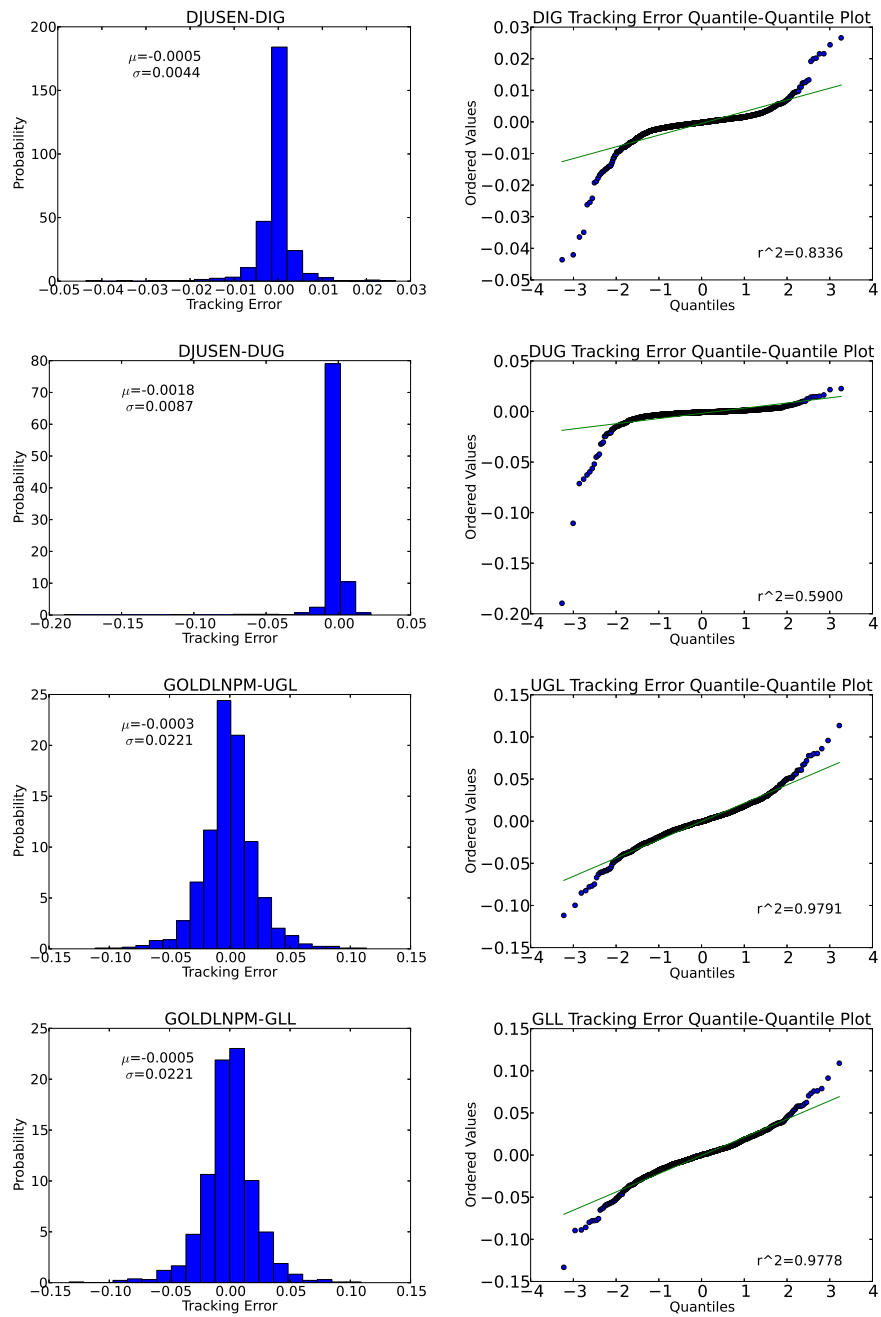 DJUSEN-DIG
200
150
100
50
0
μ=-0.0005
σ=0.0044
Probability
−0.05 −0.04 −0.03 −0.02 −0.01 0.00 0.01 0.02 0.03
Tracking Error
DIG Tracking Error Quantile-Quantile Plot
0.03
0.02
0.01
0.00
−0.01
−0.02
−0.03
−0.04
−0.05
Ordered Values
r^2=0.8336
−4 −3 −2 −1 0 1 2 3 4
Quantiles
DJUSEN-DUG
80
70
60
50
40
30
20
10
0
μ=-0.0018
σ=0.0087
Probability
−0.20 −0.15 −0.10 −0.05 0.00 0.05
Tracking Error
DUG Tracking Error Quantile-Quantile Plot
0.05
0.00
−0.05
−0.10
−0.15
−0.20
Ordered Values
r^2=0.5900
−4 −3 −2 −1 0 1 2 3 4
Quantiles
GOLDLNPM-UGL
25
20
15
10
5
0
μ=-0.0003
σ=0.0221
Probability
−0.15 −0.10 −0.05 0.00 0.05 0.10 0.15
Tracking Error
UGL Tracking Error Quantile-Quantile Plot
0.15
0.10
0.05
0.00
−0.05
−0.10
−0.15
Ordered Values
r^2=0.9791
−4 −3 −2 −1 0 1 2 3 4
Quantiles
GOLDLNPM-GLL
25
20
15
10
5
0
μ=-0.0005
σ=0.0221
Probability
−0.15 −0.10 −0.05 0.00 0.05 0.10 0.15
Tracking Error
GLL Tracking Error Quantile-Quantile Plot
0.15
0.10
0.05
0.00
−0.05
−0.10
−0.15
Ordered Values
r^2=0.9778
−4 −3 −2 −1 0 1 2 3 4
Quantiles